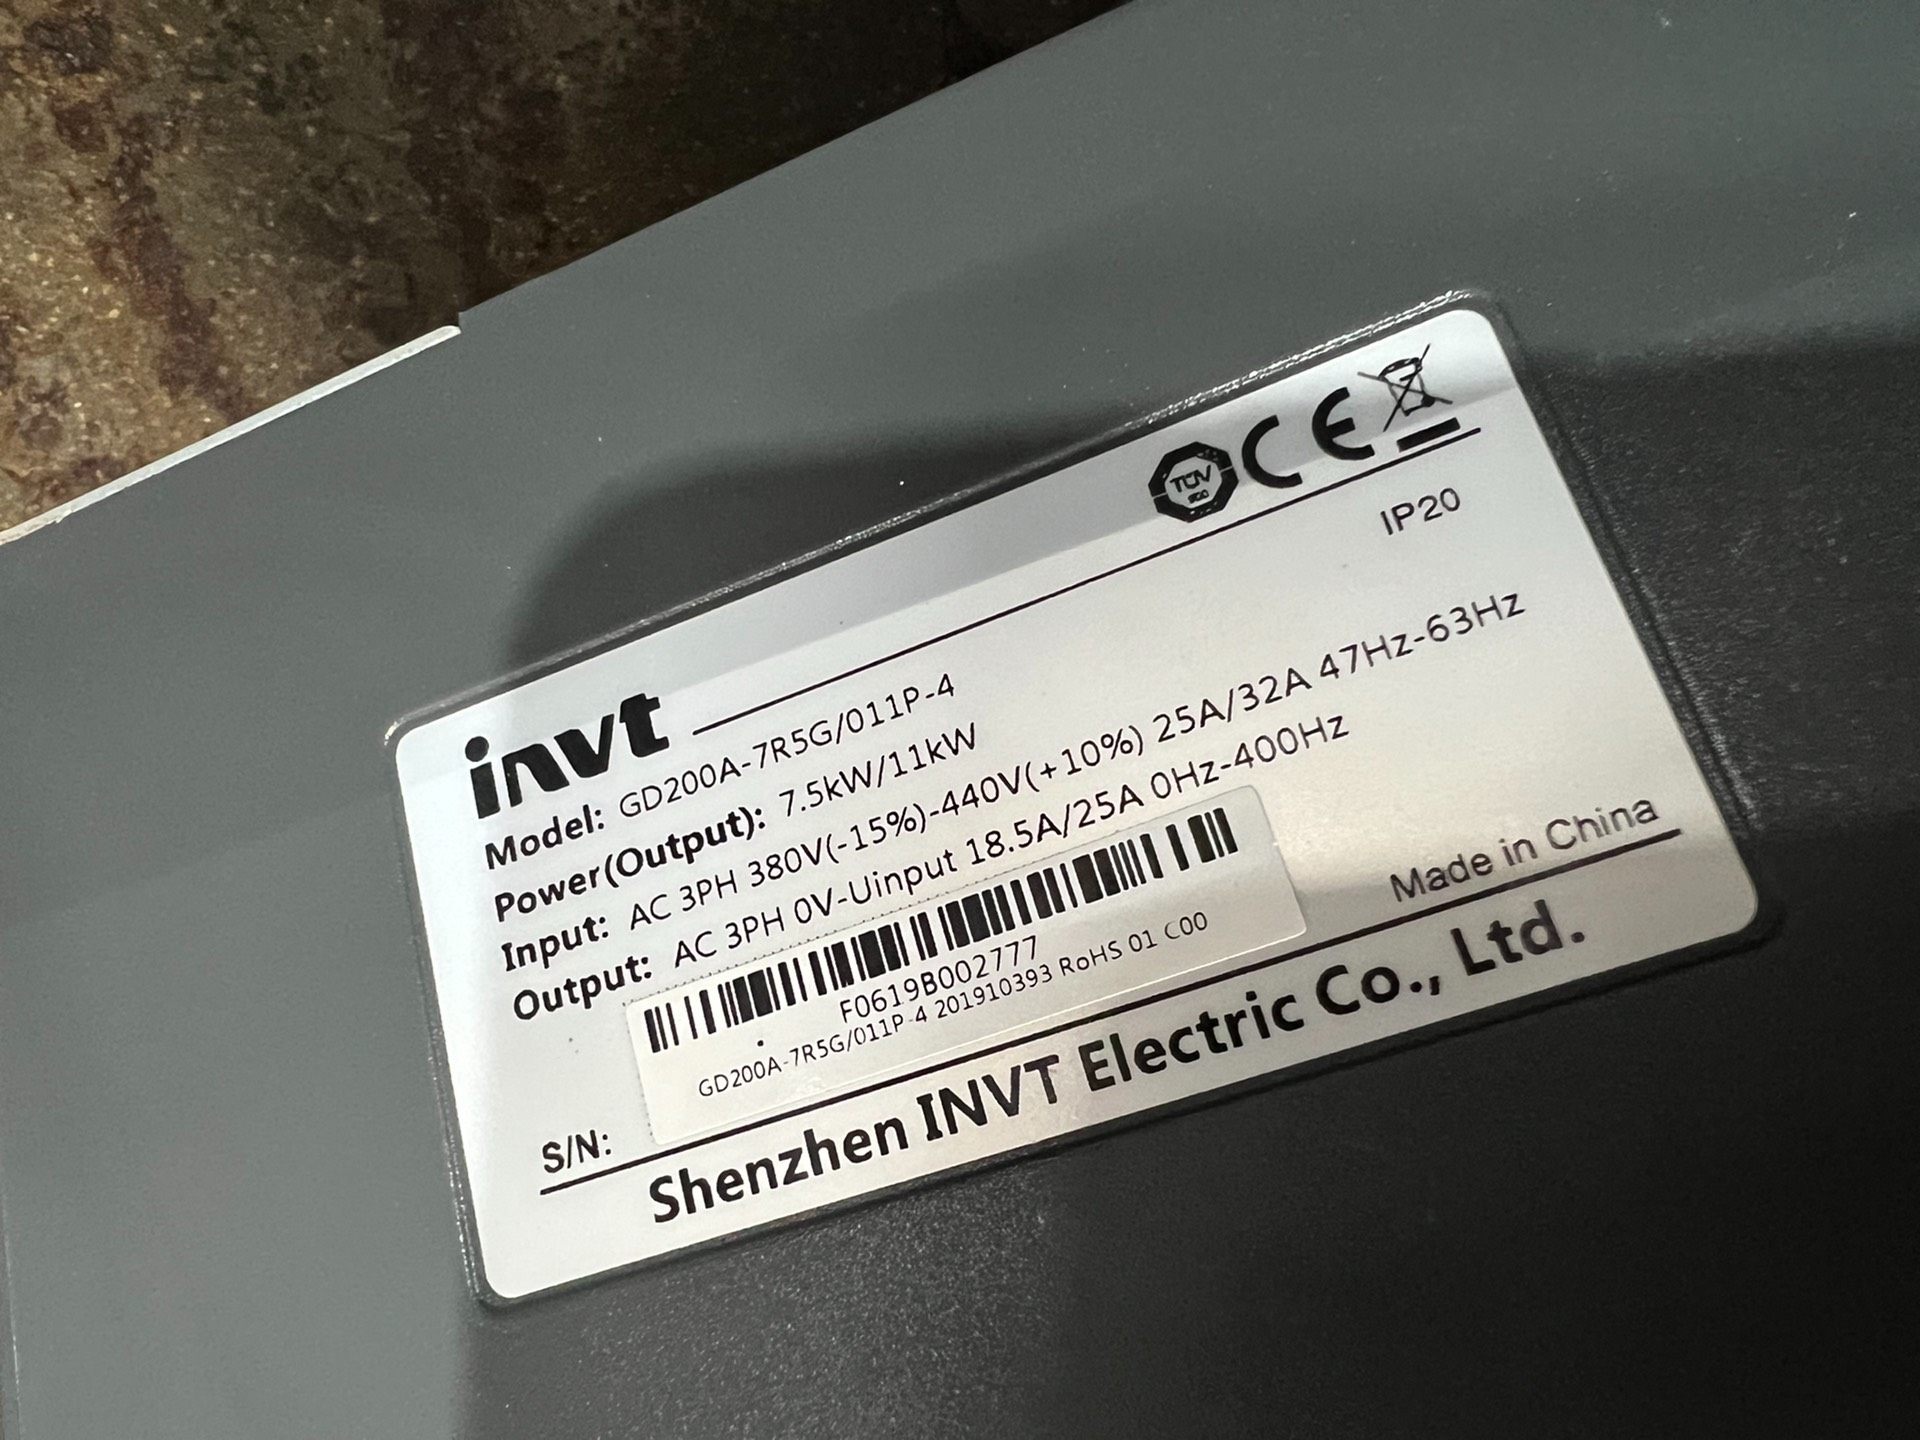 TÜV CE
invt
IP20
Model: GD200A-7R5G/011P-4
Power(Output): 7.5kW/11kW
Input: AC 3PH 380V(-15%)-440V(+10%) 25A/32A 47Hz-63Hz
Output: AC 3PH 0V-Uinput 18.5A/25A 0Hz-400Hz
F0619B002777
GD200A-7R5G/011P-4 201910393 RoHS 01 C00
S/N:
Made in China
Shenzhen INVT Electric Co., Ltd.